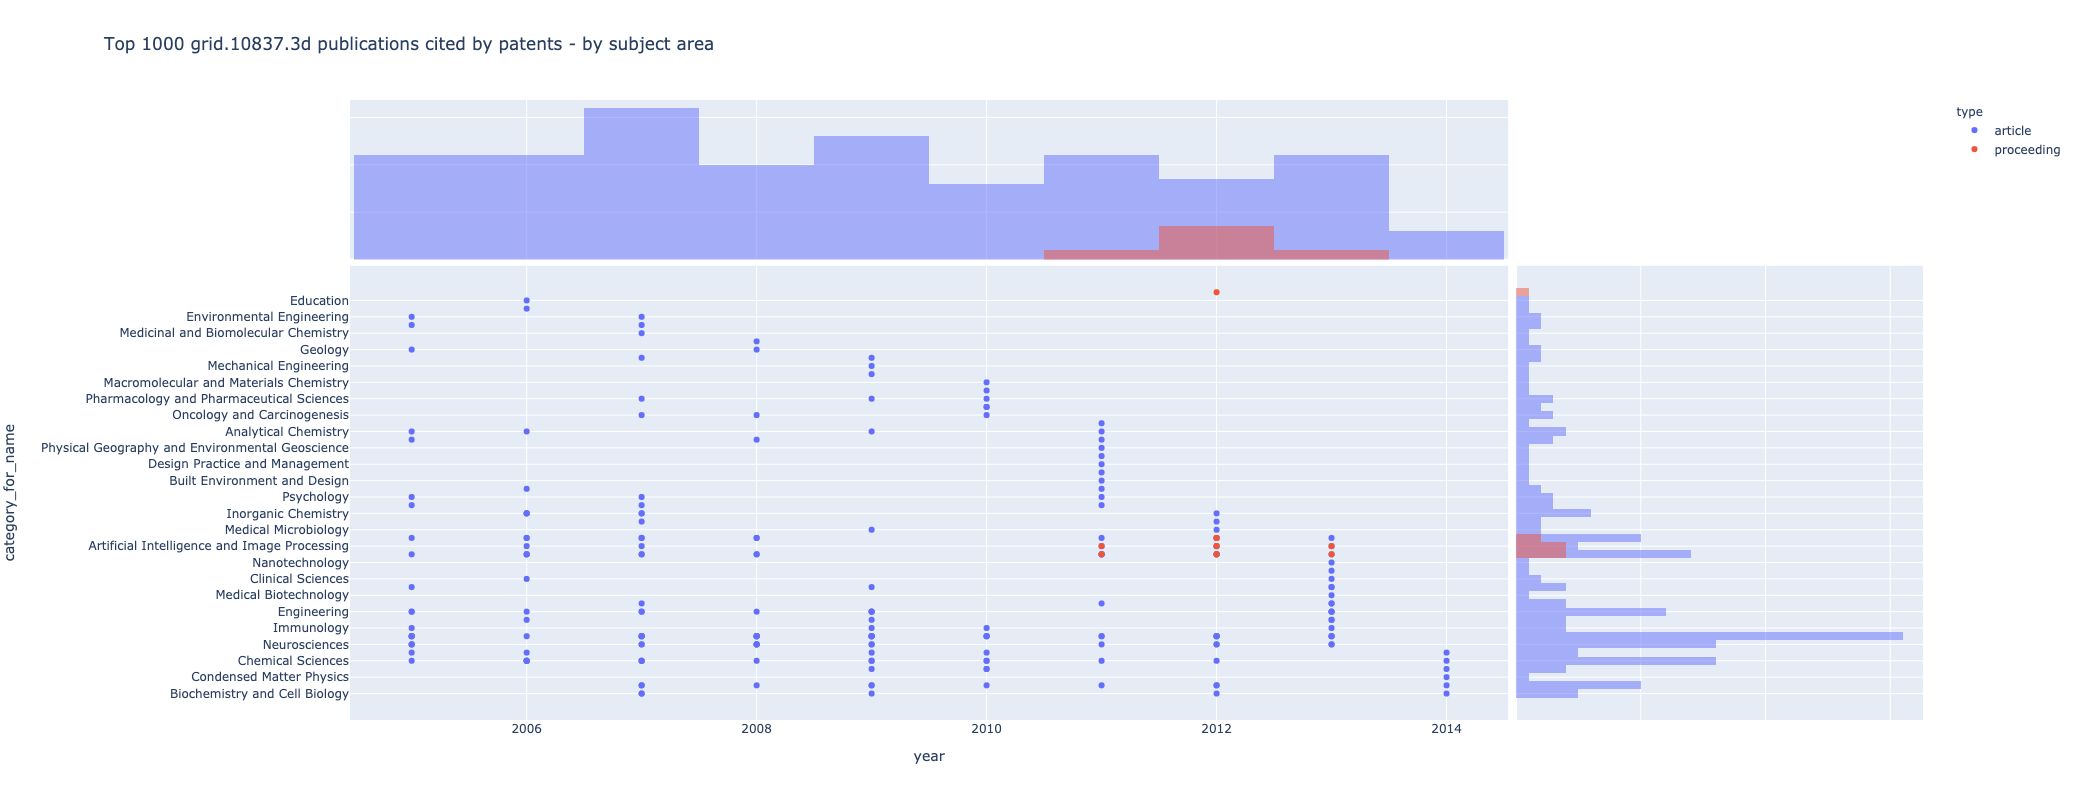 Top 1000 grid.10837.3d publications cited by patents - by subject area
type
article
proceeding
category_for_name
Education
Environmental Engineering
Medicinal and Biomolecular Chemistry
Geology
Mechanical Engineering
Macromolecular and Materials Chemistry
Pharmacology and Pharmaceutical Sciences
Oncology and Carcinogenesis
Analytical Chemistry
Physical Geography and Environmental Geoscience
Design Practice and Management
Built Environment and Design
Psychology
Inorganic Chemistry
Medical Microbiology
Artificial Intelligence and Image Processing
Nanotechnology
Clinical Sciences
Medical Biotechnology
Engineering
Immunology
Neurosciences
Chemical Sciences
Condensed Matter Physics
Biochemistry and Cell Biology
2006 2008 2010 2012 2014
year